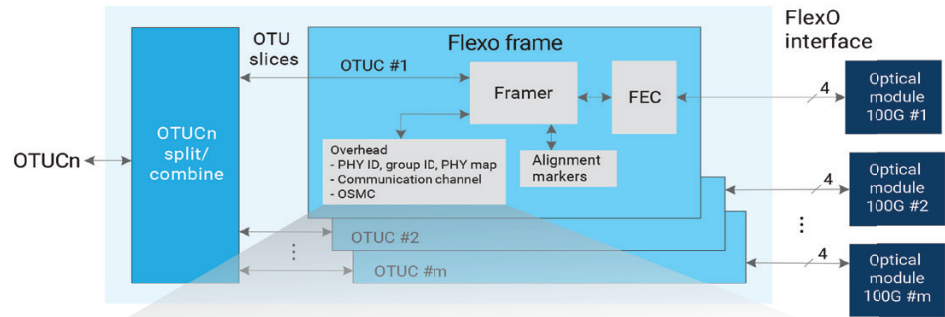 OTUCn
OTUCn
split/
combine
OTU
slices
Flexo frame
OTUC #1
Framer
FEC
Overhead
- PHY ID, group ID, PHY map
- Communication channel
- OSMC
Alignment
markers
OTUC #2
⋮
OTUC #m
FlexO
interface
4
Optical
module
100G #1
4
Optical
module
100G #2
⋮
4
Optical
module
100G #m